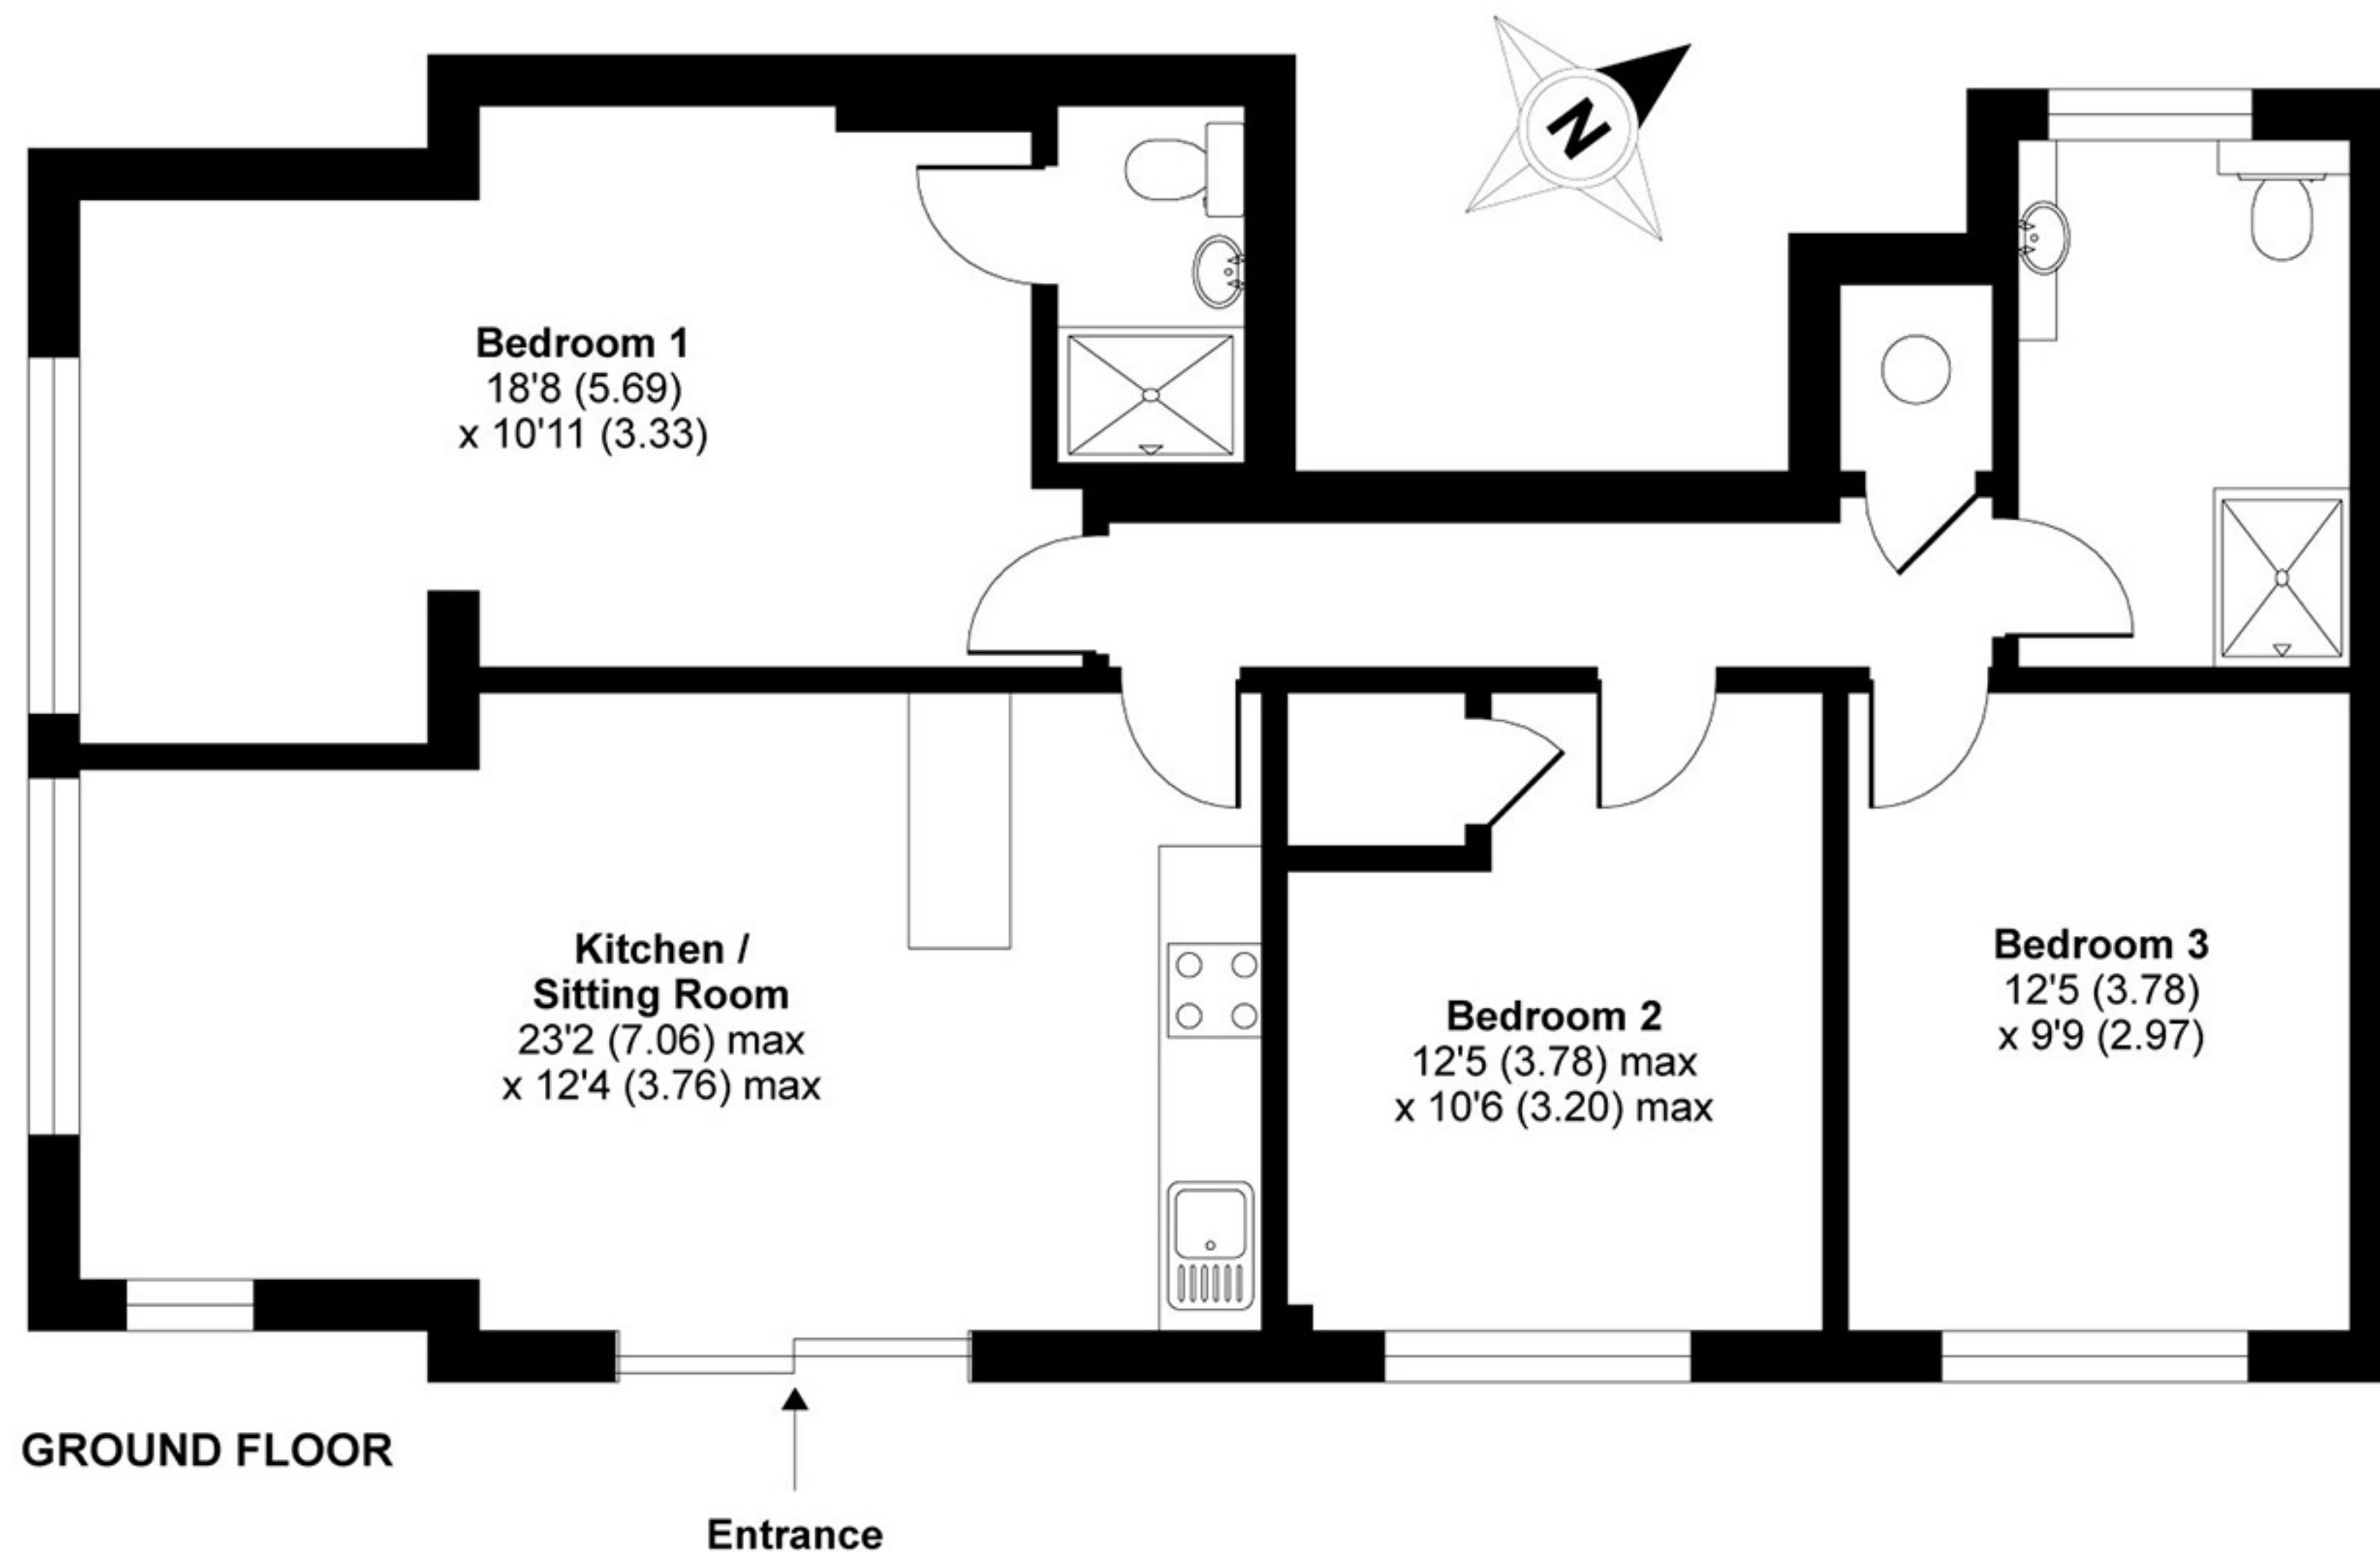 N
Bedroom 1
18'8 (5.69)
x 10'11 (3.33)
Kitchen /
Sitting Room
23'2 (7.06) max
x 12'4 (3.76) max
Bedroom 2
12'5 (3.78) max
x 10'6 (3.20) max
Bedroom 3
12'5 (3.78)
x 9'9 (2.97)
GROUND FLOOR
Entrance